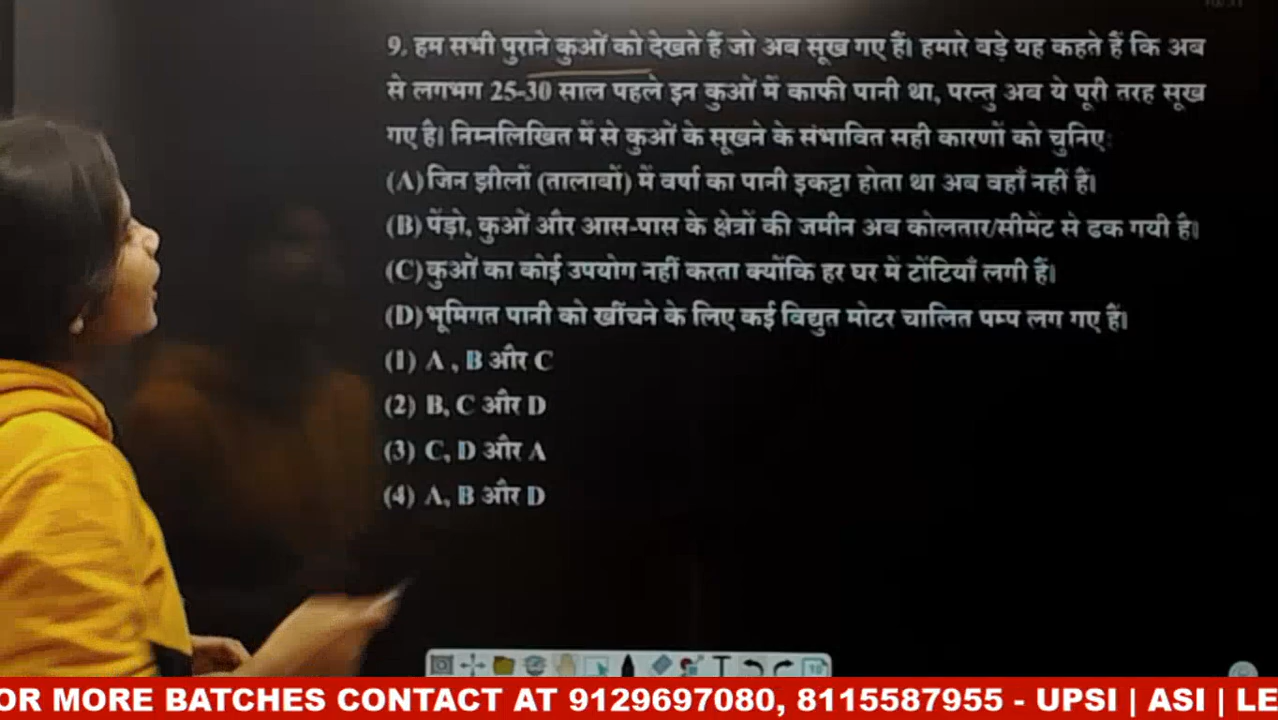 9, हम सभी पुराने कुओं को देखते हैं जो अब सूख गए हैं। हमारे बड़े यह कहते हैं कि अब
से लगभग 25-30 साल पहले इन कुओं में काफी पानी था, परन्तु अब ये पूरी तरह सूख
गए है। निम्नलिखित में से कुओं के सूखने के संभावित सही कारणों को चुनिए:
(A) जिन झीलों (तालाबों) में वर्षा का पानी इकट्ठा होता था अब वहाँ नहीं हैं।
(B) पेंड़ो, कुओं और आस-पास के क्षेत्रों की जमीन अब कोलतार/सीमेंट से ढक गयी है।
(C) कुओं का कोई उपयोग नहीं करता क्योंकि हर घर में टोंटियाँ लगी हैं।
(D) भूमिगत पानी को खींचने के लिए कई विद्युत मोटर चालित पम्प लग गए हैं।
(1) A , B और C
(2) B, C और D
(3) C, D और A
(4) A, B और D
OR MORE BATCHES CONTACT AT 9129697080, 8115587955 - UPSI | ASI | LE